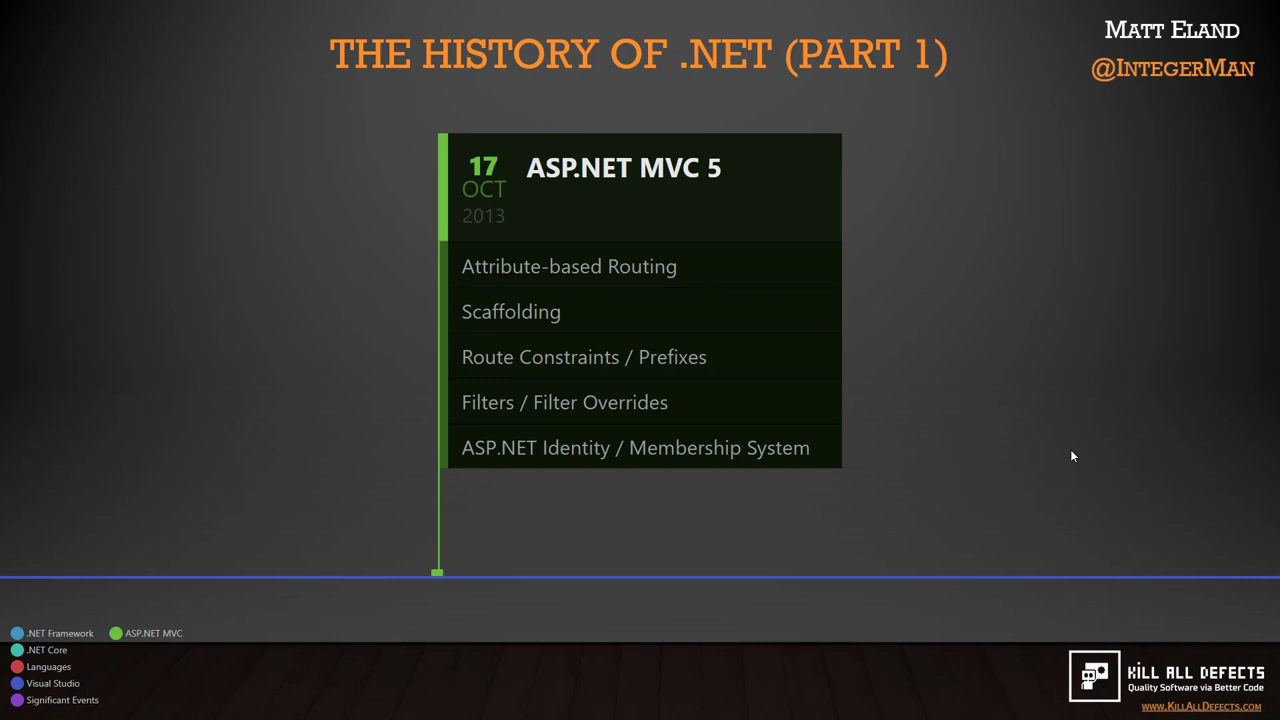 THE HISTORY OF .NET (PART 1)
MATT ELAND
@INTEGERMAN
17
OCT
2013
ASP.NET MVC 5
Attribute-based Routing
Scaffolding
Route Constraints / Prefixes
Filters / Filter Overrides
ASP.NET Identity / Membership System
.NET Framework
ASP.NET MVC
.NET Core
Languages
Visual Studio
Significant Events
KILL ALL DEFECTS
Quality Software via Better Code
WWW.KILLALLDEFECTS.COM